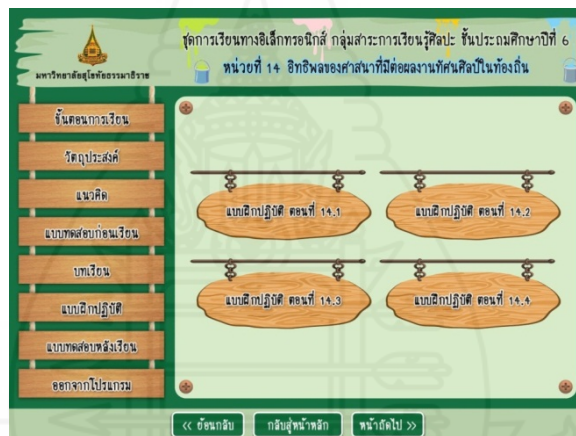 ชุดการเรียนทางอิเล็กทรอนิกส์ กลุ่มสาระการเรียนรู้ศิลปะ ชั้นประถมศึกษาปีที่ 6
หน่วยที่ 14 อิทธิพลของศาสนาที่มีต่อผลงานทัศนศิลป์ในท้องถิ่น
มหาวิทยาลัยสุโขทัยธรรมาธิราช
ขั้นตอนการเรียน
วัตถุประสงค์
แนวคิด
แบบทดสอบก่อนเรียน
บทเรียน
แบบฝึกปฏิบัติ
แบบทดสอบหลังเรียน
ออกจากโปรแกรม
แบบฝึกปฏิบัติ ตอนที่ 14.1
แบบฝึกปฏิบัติ ตอนที่ 14.2
แบบฝึกปฏิบัติ ตอนที่ 14.3
แบบฝึกปฏิบัติ ตอนที่ 14.4
<< ย้อนกลับ
กลับสู่หน้าหลัก
หน้าถัดไป >>